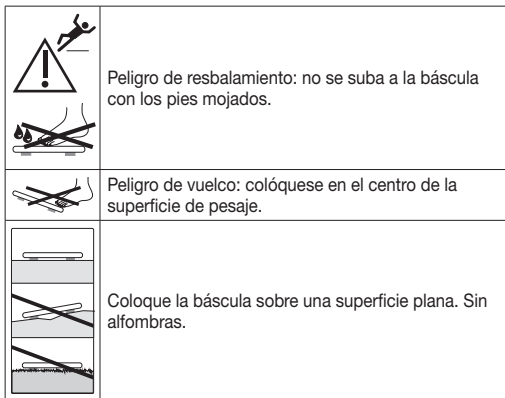 Peligro de resbalamiento: no se suba a la báscula
con los pies mojados.
Peligro de vuelco: colóquese en el centro de la
superficie de pesaje.
Coloque la báscula sobre una superficie plana. Sin
alfombras.